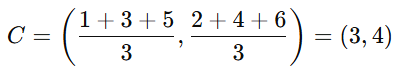 C = ( (1 + 3 + 5)/3 , (2 + 4 + 6)/3 ) = (3, 4)